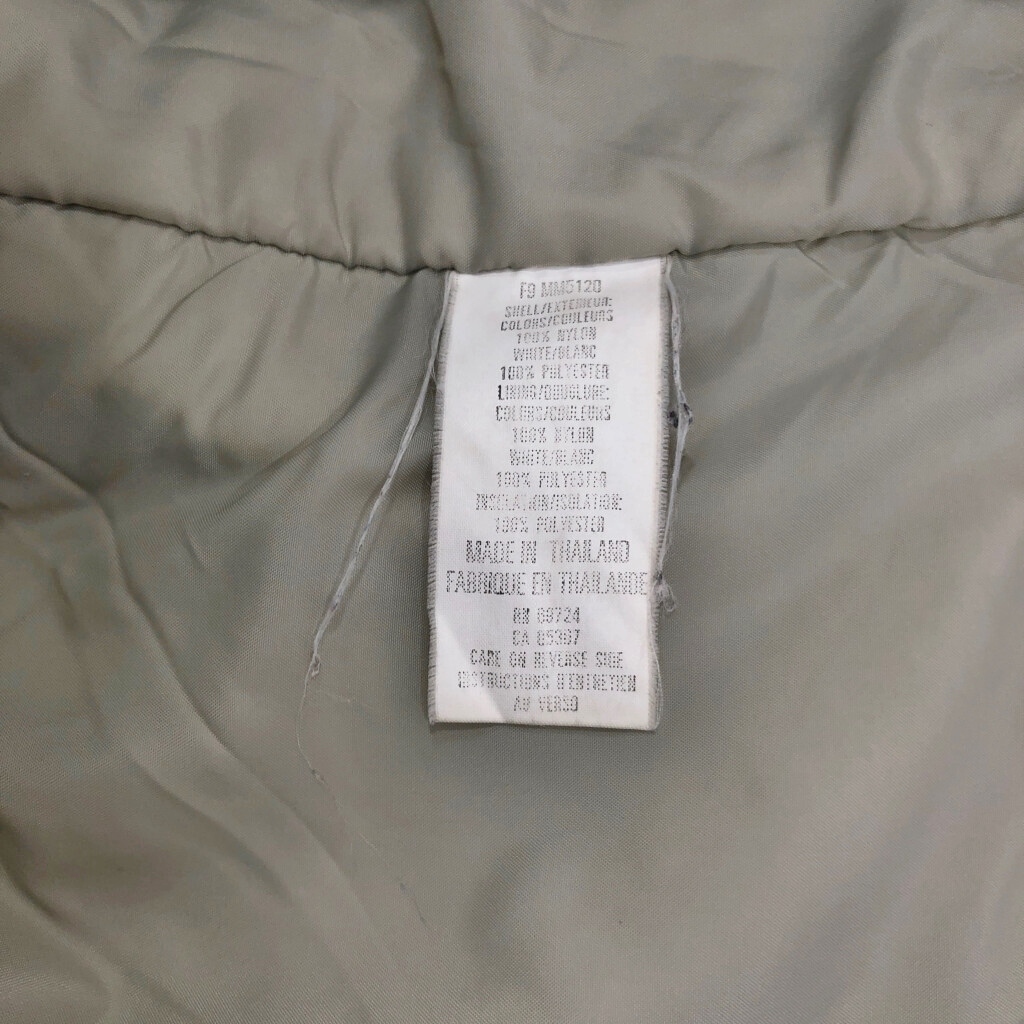 F9 MM5120
SHELL/EXTERIEUR:
COLORS/COULEURS
100% NYLON
WHITE/BLANC
100% POLYESTER
LINING/DOUBLURE:
COLORS/COULEURS
100% NYLON
WHITE/BLANC
100% POLYESTER
INSULATION/ISOLATION:
100% POLYESTER
MADE IN THAILAND
FABRIQUE EN THAILANDE
RN 69724
CA 05367
CARE ON REVERSE SIDE
INSTRUCTIONS D'ENTRETIEN
AU VERSO